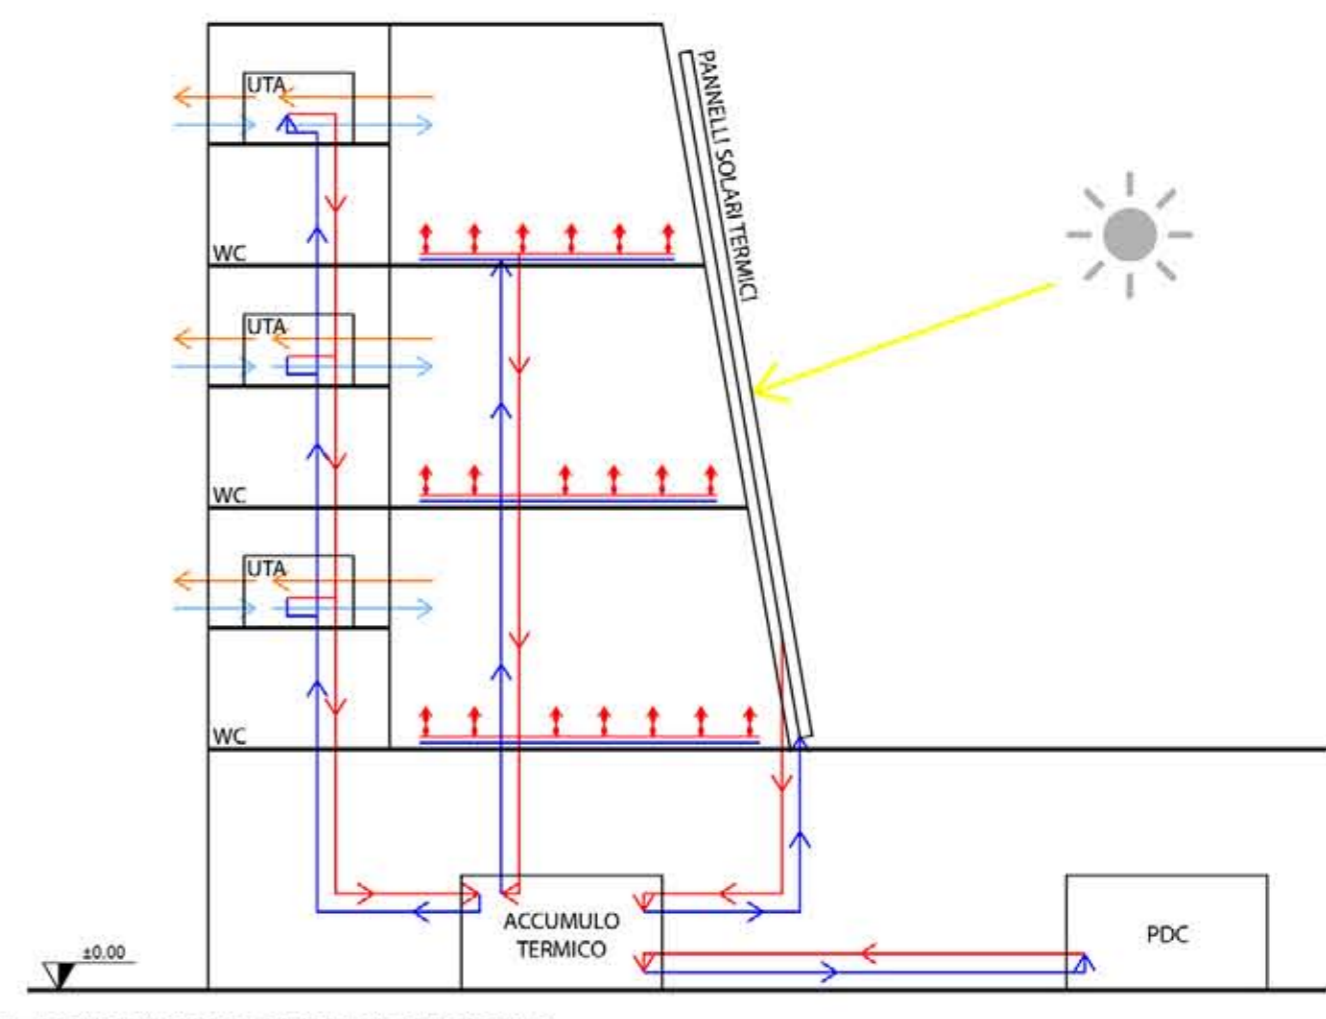 UTA
PANNELLI SOLARI TERMICI
WC
UTA
WC
UTA
WC
ACCUMULO
TERMICO
PDC
±0.00